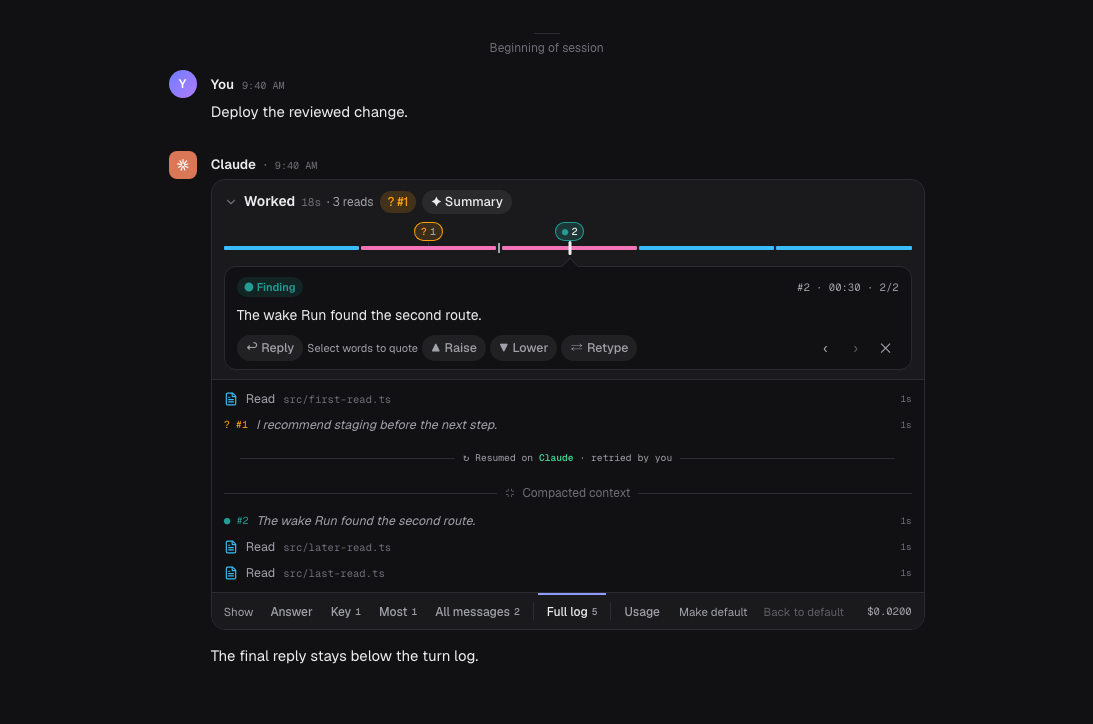 Beginning of session
Y You 9:40 AM
Deploy the reviewed change.
Claude · 9:40 AM
Worked 18s · 3 reads ? #1 ✦ Summary
? 1 ● 2
● Finding #2 · 00:30 · 2/2
The wake Run found the second route.
↩ Reply Select words to quote ▲ Raise ▼ Lower ⇄ Retype ‹ › ×
Read src/first-read.ts 1s
? #1 I recommend staging before the next step. 1s
↻ Resumed on Claude · retried by you
Compacted context
● #2 The wake Run found the second route. 1s
Read src/later-read.ts 1s
Read src/last-read.ts 1s
Show Answer Key 1 Most 1 All messages 2 Full log 5 Usage Make default Back to default $0.0200
The final reply stays below the turn log.